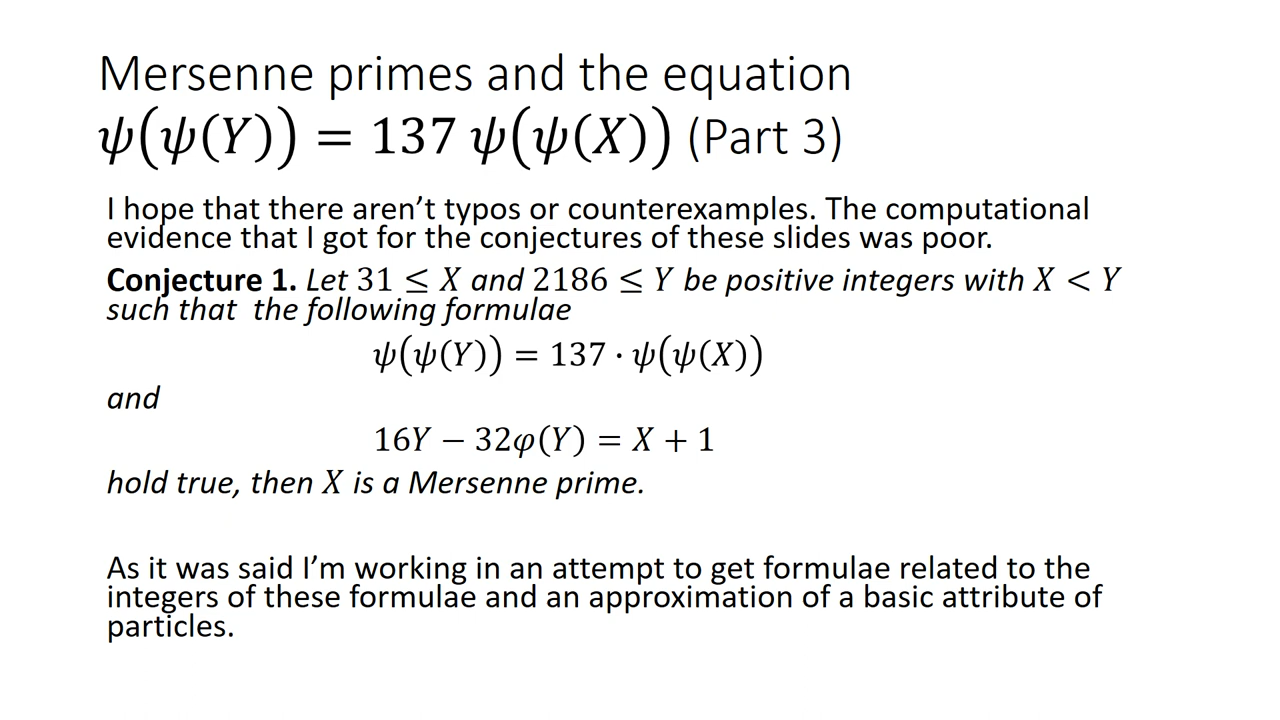 Mersenne primes and the equation
𝜓(𝜓(𝑌)) = 137 𝜓(𝜓(𝑋)) (Part 3)
I hope that there aren’t typos or counterexamples. The computational
evidence that I got for the conjectures of these slides was poor.
Conjecture 1. Let 31 ≤ 𝑋 and 2186 ≤ 𝑌 be positive integers with 𝑋 < 𝑌
such that the following formulae
𝜓(𝜓(𝑌)) = 137 · 𝜓(𝜓(𝑋))
and
16𝑌 − 32𝜑(𝑌) = 𝑋 + 1
hold true, then 𝑋 is a Mersenne prime.
As it was said I’m working in an attempt to get formulae related to the
integers of these formulae and an approximation of a basic attribute of
particles.